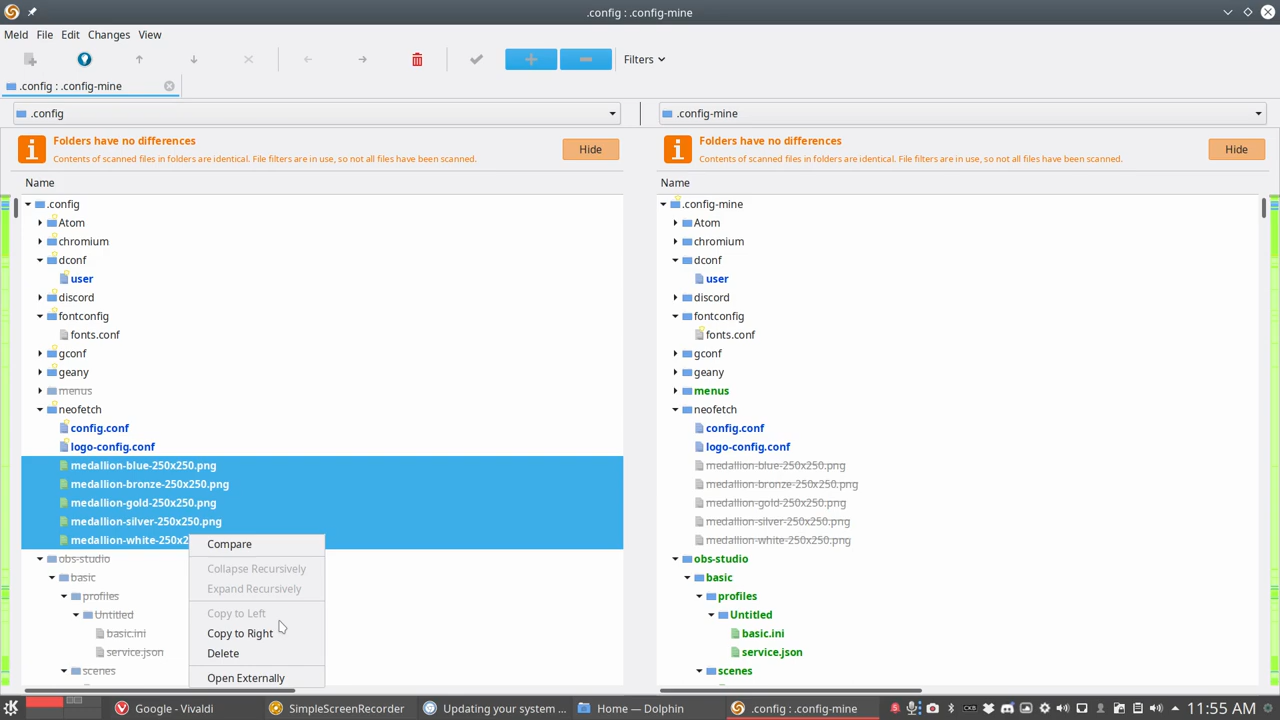 .config : .config-mine
Meld File Edit Changes View
Filters
.config : .config-mine
.config
.config-mine
Folders have no differences
Contents of scanned files in folders are identical. File filters are in use, so not all files have been scanned.
Hide
Folders have no differences
Contents of scanned files in folders are identical. File filters are in use, so not all files have been scanned.
Hide
Name
.config
Atom
chromium
dconf
user
discord
fontconfig
fonts.conf
gconf
geany
menus
neofetch
config.conf
logo-config.conf
medallion-blue-250x250.png
medallion-bronze-250x250.png
medallion-gold-250x250.png
medallion-silver-250x250.png
medallion-white-250x2
obs-studio
basic
profiles
Untitled
basic.ini
service.json
scenes
Compare
Collapse Recursively
Expand Recursively
Copy to Left
Copy to Right
Delete
Open Externally
Name
.config-mine
Atom
chromium
dconf
user
discord
fontconfig
fonts.conf
gconf
geany
menus
neofetch
config.conf
logo-config.conf
medallion-blue-250x250.png
medallion-bronze-250x250.png
medallion-gold-250x250.png
medallion-silver-250x250.png
medallion-white-250x250.png
obs-studio
basic
profiles
Untitled
basic.ini
service.json
scenes
Google - Vivaldi
SimpleScreenRecorder
Updating your system ...
Home — Dolphin
.config : .config-mine
11:55 AM